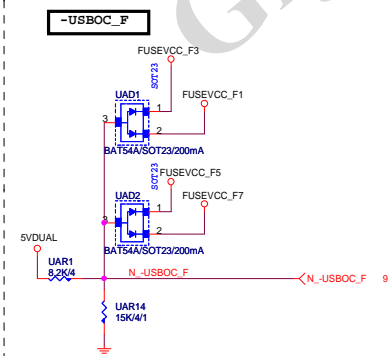 -USBOC_F
FUSEVCC_F3
SOT23
UAD1
FUSEVCC_F1
1
3
2
BAT54A/SOT23/200mA
SOT23
FUSEVCC_F5
UAD2
FUSEVCC_F7
1
3
2
5VDUAL
BAT54A/SOT23/200mA
UAR1
8.2K/4
N_-USBOC_F
N_-USBOC_F 9
UAR14
15K/4/1